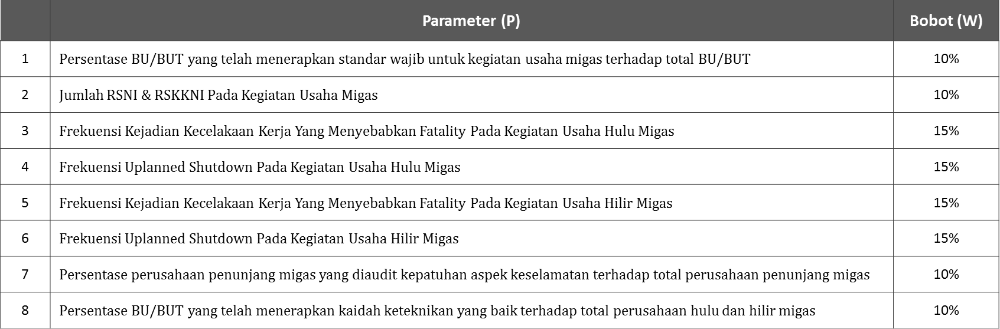 Parameter (P) Bobot (W)
1 Persentase BU/BUT yang telah menerapkan standar wajib untuk kegiatan usaha migas terhadap total BU/BUT 10%
2 Jumlah RSNI & RSKKNI Pada Kegiatan Usaha Migas 10%
3 Frekuensi Kejadian Kecelakaan Kerja Yang Menyebabkan Fatality Pada Kegiatan Usaha Hulu Migas 15%
4 Frekuensi Uplanned Shutdown Pada Kegiatan Usaha Hulu Migas 15%
5 Frekuensi Kejadian Kecelakaan Kerja Yang Menyebabkan Fatality Pada Kegiatan Usaha Hilir Migas 15%
6 Frekuensi Uplanned Shutdown Pada Kegiatan Usaha Hilir Migas 15%
7 Persentase perusahaan penunjang migas yang diaudit kepatuhan aspek keselamatan terhadap total perusahaan penunjang migas 10%
8 Persentase BU/BUT yang telah menerapkan kaidah keteknikan yang baik terhadap total perusahaan hulu dan hilir migas 10%